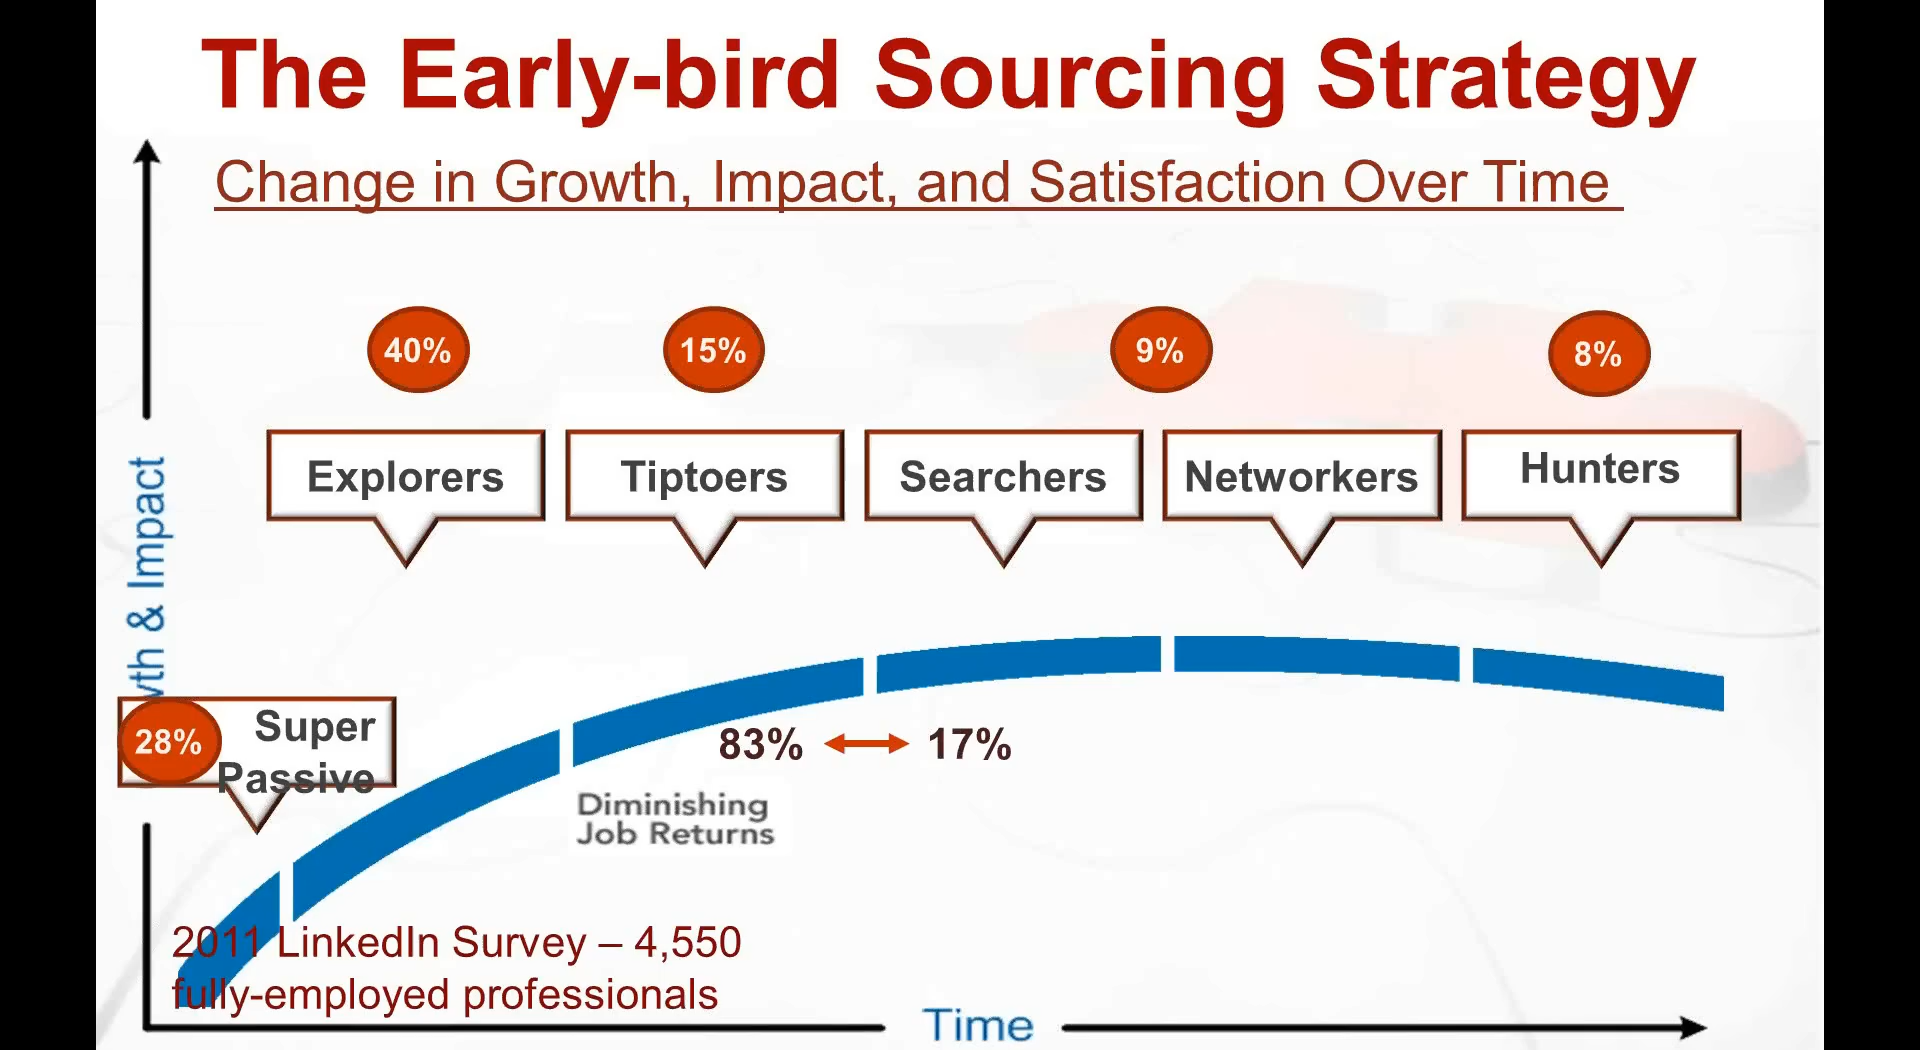 The Early-bird Sourcing Strategy
Change in Growth, Impact, and Satisfaction Over Time
40%
15%
9%
8%
Explorers
Tiptoers
Searchers
Networkers
Hunters
& Impact
28%
Super
Passive
83%
17%
Diminishing
Job Returns
2011 LinkedIn Survey – 4,550
fully-employed professionals
Time